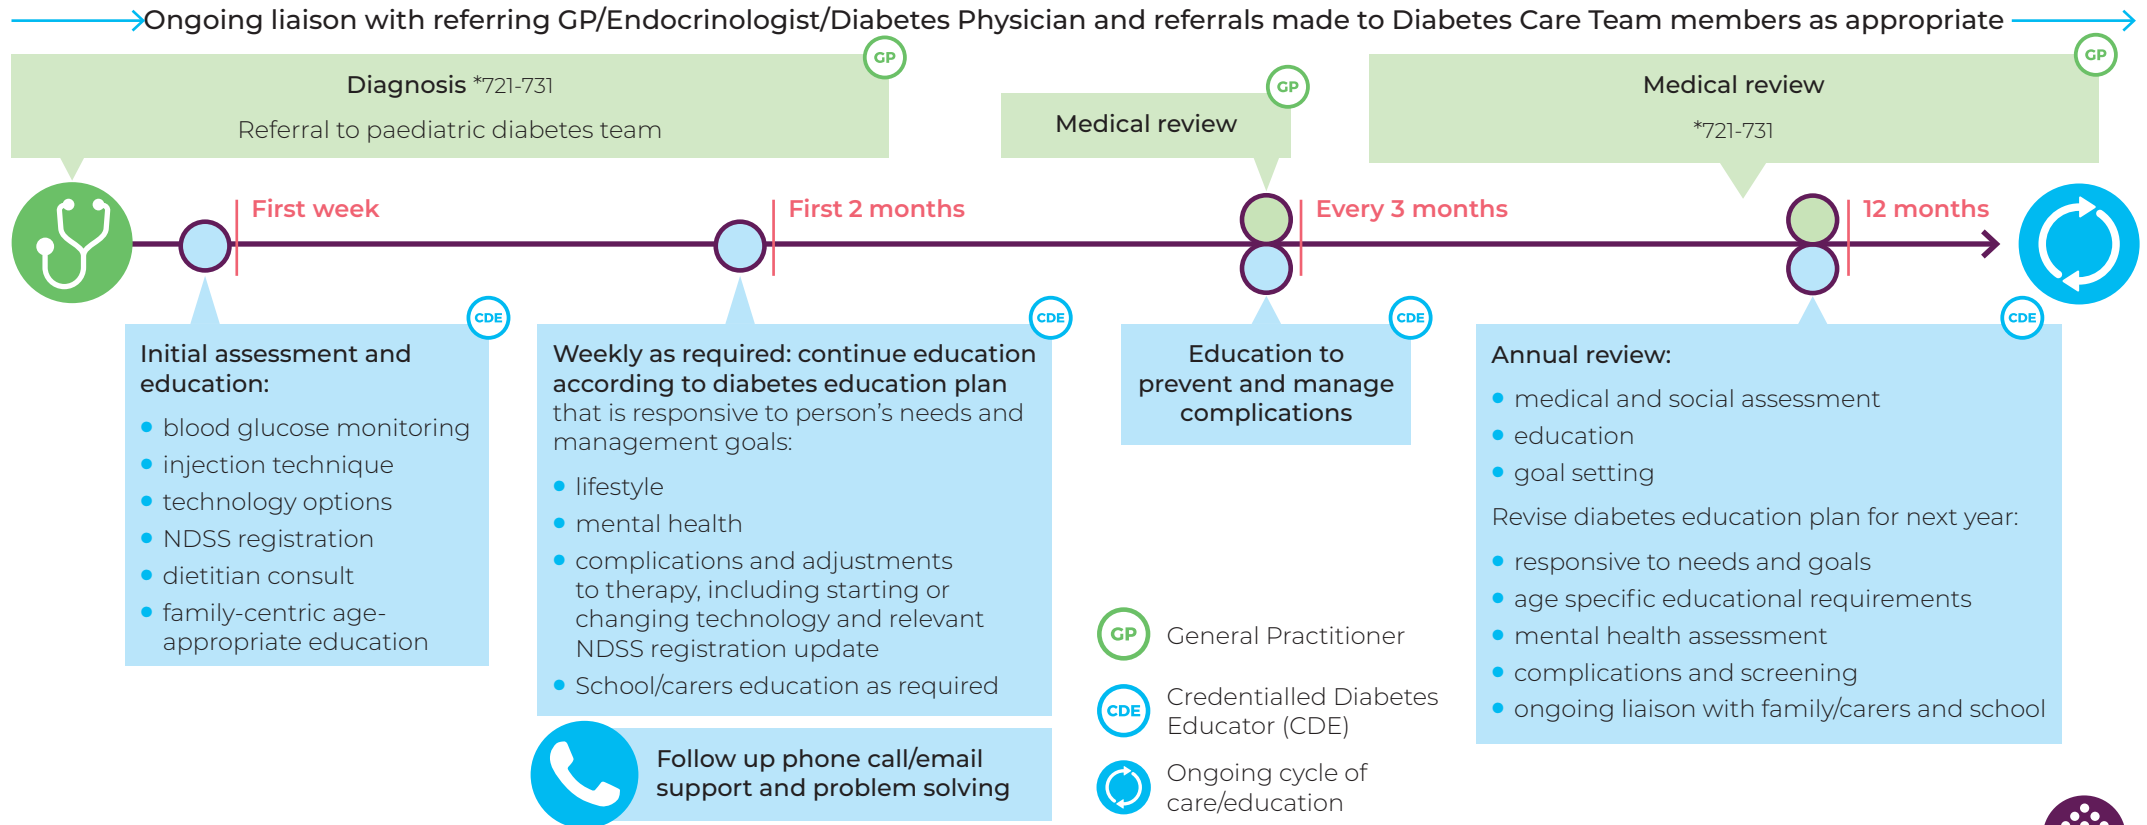 Ongoing liaison with referring GP/Endocrinologist/Diabetes Physician and referrals made to Diabetes Care Team members as appropriate
GP
Diagnosis *721-731
Referral to paediatric diabetes team
GP
Medical review
GP
Medical review
*721-731
First week
First 2 months
Every 3 months
12 months
CDE
Initial assessment and
education:
• blood glucose monitoring
• injection technique
• technology options
• NDSS registration
• dietitian consult
• family-centric age-
appropriate education
CDE
Weekly as required: continue education
according to diabetes education plan
that is responsive to person's needs and
management goals:
• lifestyle
• mental health
• complications and adjustments
to therapy, including starting or
changing technology and relevant
NDSS registration update
• School/carers education as required
Follow up phone call/email
support and problem solving
CDE
Education to
prevent and manage
complications
CDE
Annual review:
• medical and social assessment
• education
• goal setting
Revise diabetes education plan for next year:
• responsive to needs and goals
• age specific educational requirements
• mental health assessment
• complications and screening
• ongoing liaison with family/carers and school
GP
General Practitioner
CDE
Credentialled Diabetes
Educator (CDE)
Ongoing cycle of
care/education